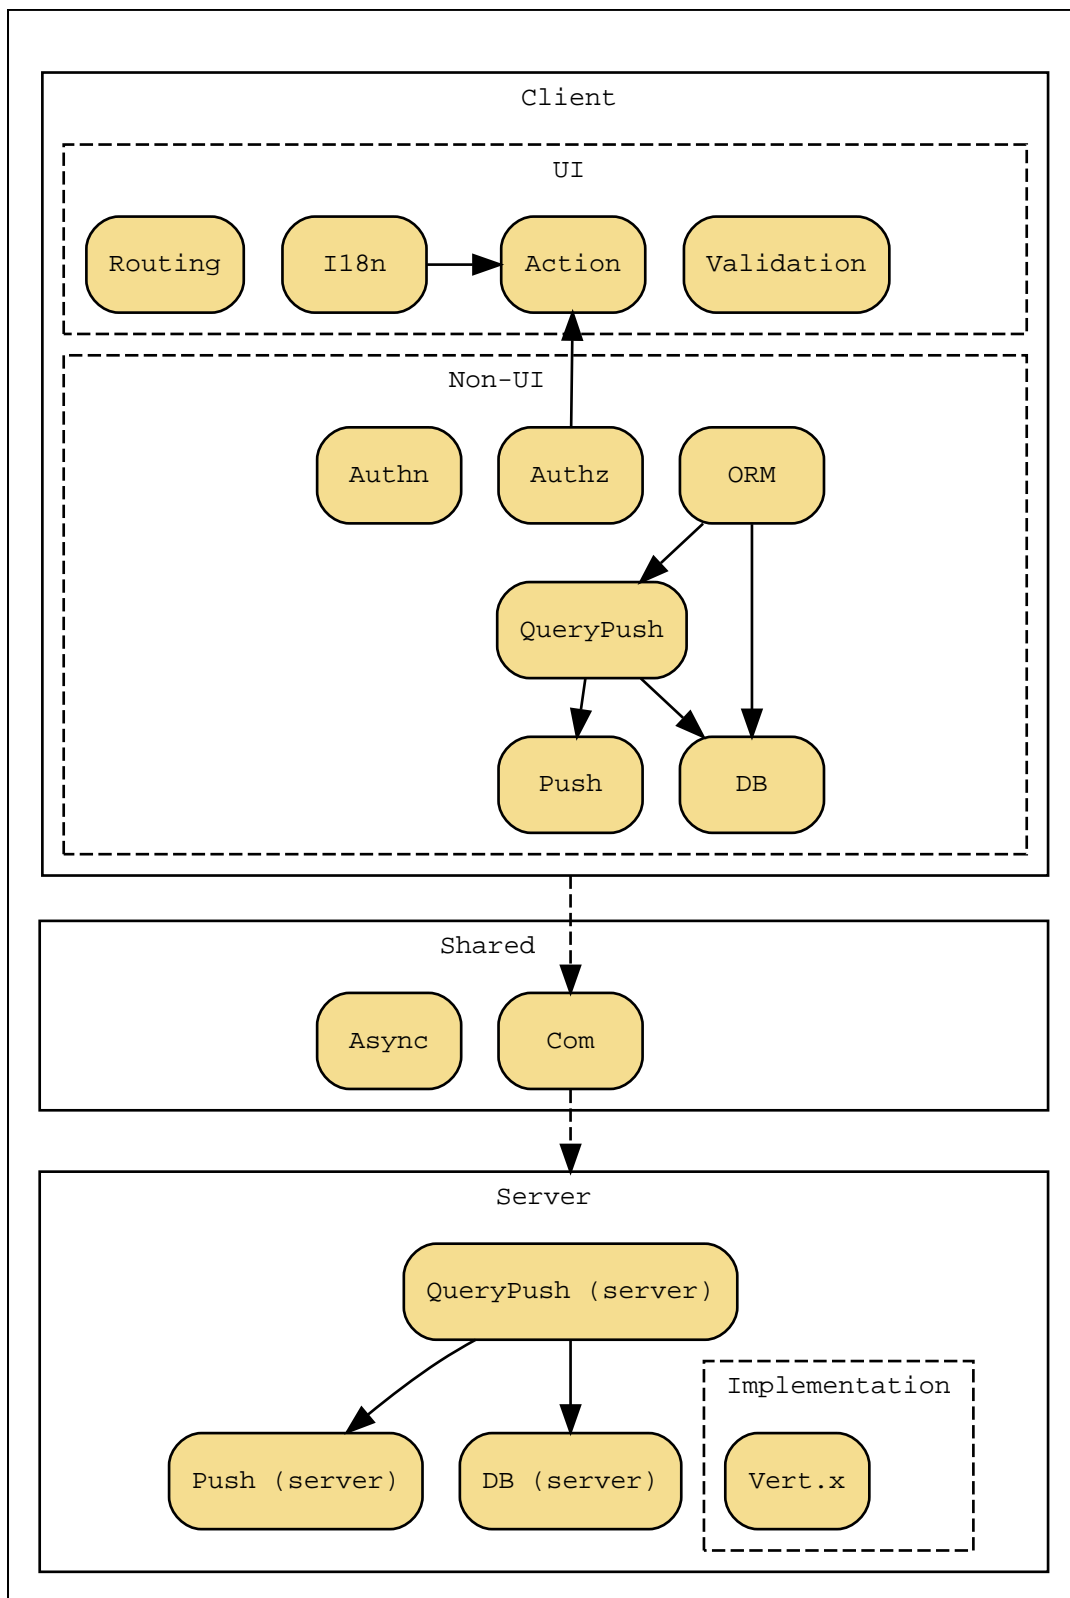 Client
UI
Routing
I18n
Action
Validation
Non-UI
Authn
Authz
ORM
QueryPush
Push
DB
Shared
Async
Com
Server
QueryPush (server)
Implementation
Push (server)
DB (server)
Vert.x